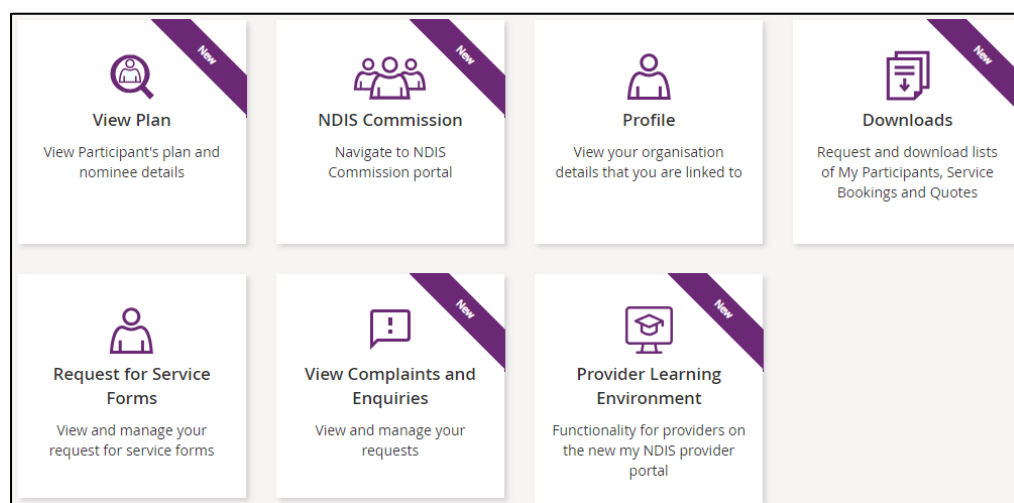 New
View Plan
View Participant's plan and
nominee details
New
NDIS Commission
Navigate to NDIS
Commission portal
Profile
View your organisation
details that you are linked to
New
Downloads
Request and download lists
of My Participants, Service
Bookings and Quotes
Request for Service
Forms
View and manage your
request for service forms
New
View Complaints and
Enquiries
View and manage your
requests
New
Provider Learning
Environment
Functionality for providers on
the new my NDIS provider
portal